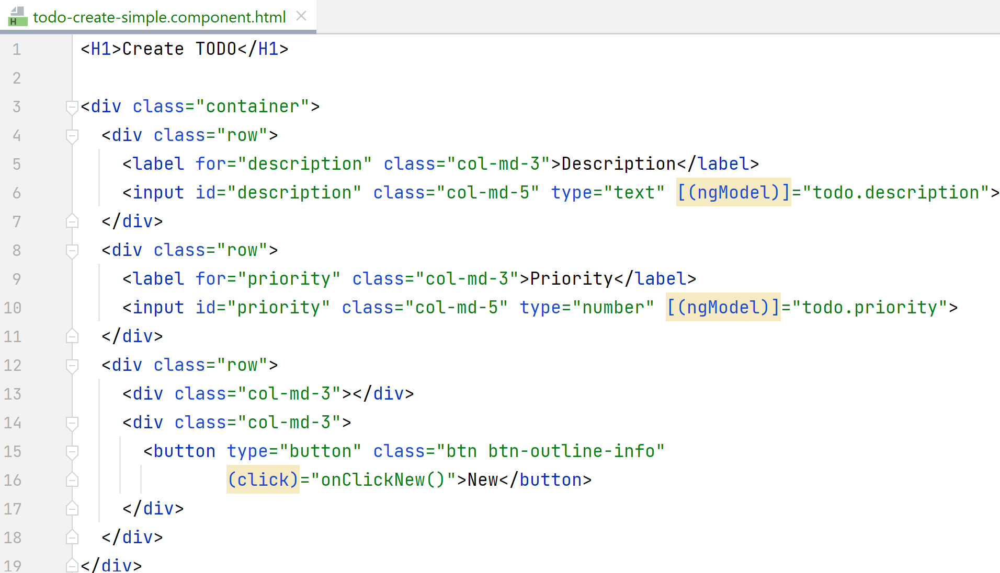 H
todo-create-simple.component.html
1 <H1>Create TODO</H1>
2
3 <div class="container">
4   <div class="row">
5     <label for="description" class="col-md-3">Description</label>
6     <input id="description" class="col-md-5" type="text" [(ngModel)]="todo.description">
7   </div>
8   <div class="row">
9     <label for="priority" class="col-md-3">Priority</label>
10     <input id="priority" class="col-md-5" type="number" [(ngModel)]="todo.priority">
11   </div>
12   <div class="row">
13     <div class="col-md-3"></div>
14     <div class="col-md-3">
15       <button type="button" class="btn btn-outline-info"
16               (click)="onClickNew()">New</button>
17     </div>
18   </div>
19 </div>